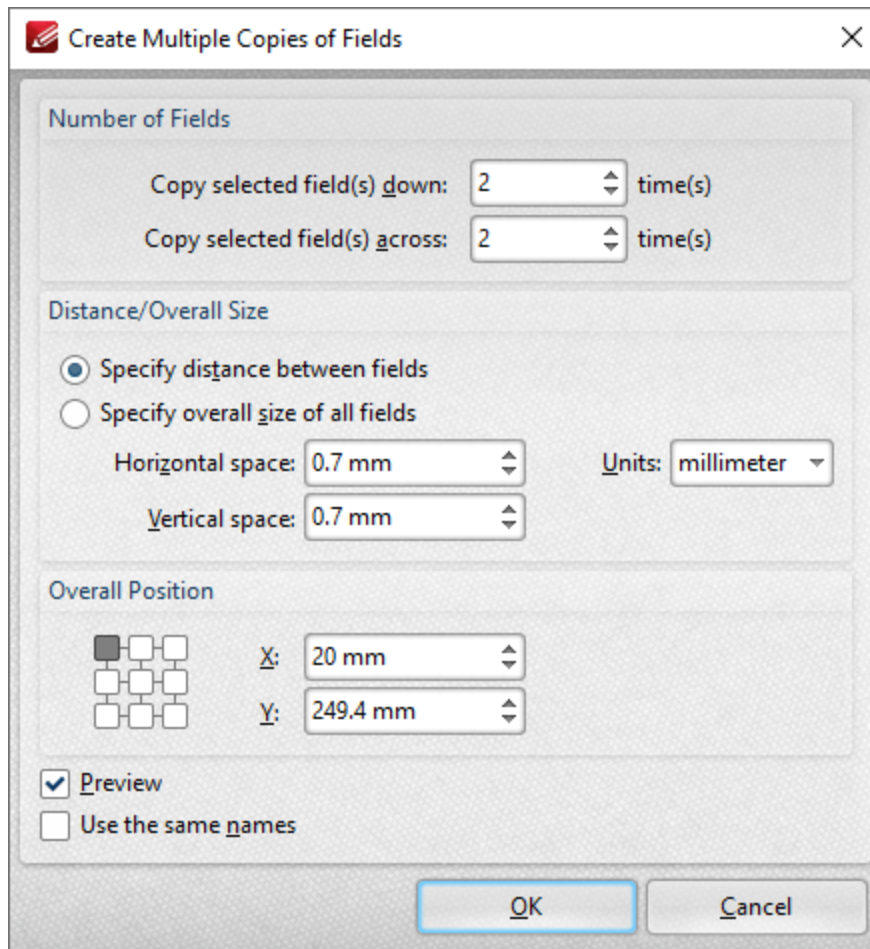 Create Multiple Copies of Fields
Number of Fields
Copy selected field(s) down: 2 time(s)
Copy selected field(s) across: 2 time(s)
Distance/Overall Size
Specify distance between fields
Specify overall size of all fields
Horizontal space: 0.7 mm Units: millimeter
Vertical space: 0.7 mm
Overall Position
X: 20 mm
Y: 249.4 mm
Preview
Use the same names
OK Cancel